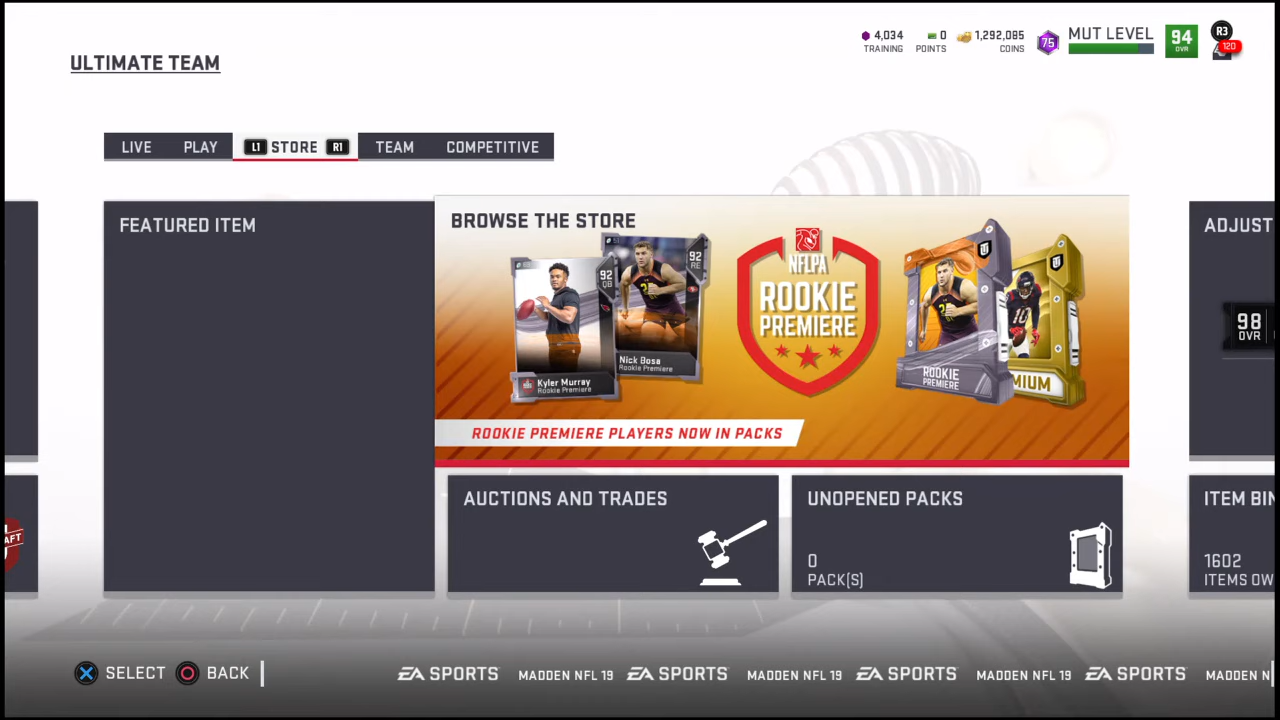 4,034
TRAINING
0
POINTS
1,292,085
COINS
75
MUT LEVEL
94
OVR
R3
120
ULTIMATE TEAM
LIVE
PLAY
L1 STORE R1
TEAM
COMPETITIVE
FEATURED ITEM
BROWSE THE STORE
92
QB
Kyler Murray
Rookie Premiere
92
RE
Nick Bosa
Rookie Premiere
NFLPA
ROOKIE
PREMIERE
ROOKIE
PREMIERE
MIUM
ROOKIE PREMIERE PLAYERS NOW IN PACKS
ADJUST
98
OVR
AFT
AUCTIONS AND TRADES
UNOPENED PACKS
0
PACK(S)
ITEM BIN
1602
ITEMS OW
SELECT
BACK
EA SPORTS MADDEN NFL 19 EA SPORTS MADDEN NFL 19 EA SPORTS MADDEN NFL 19 EA SPORTS MADDEN N